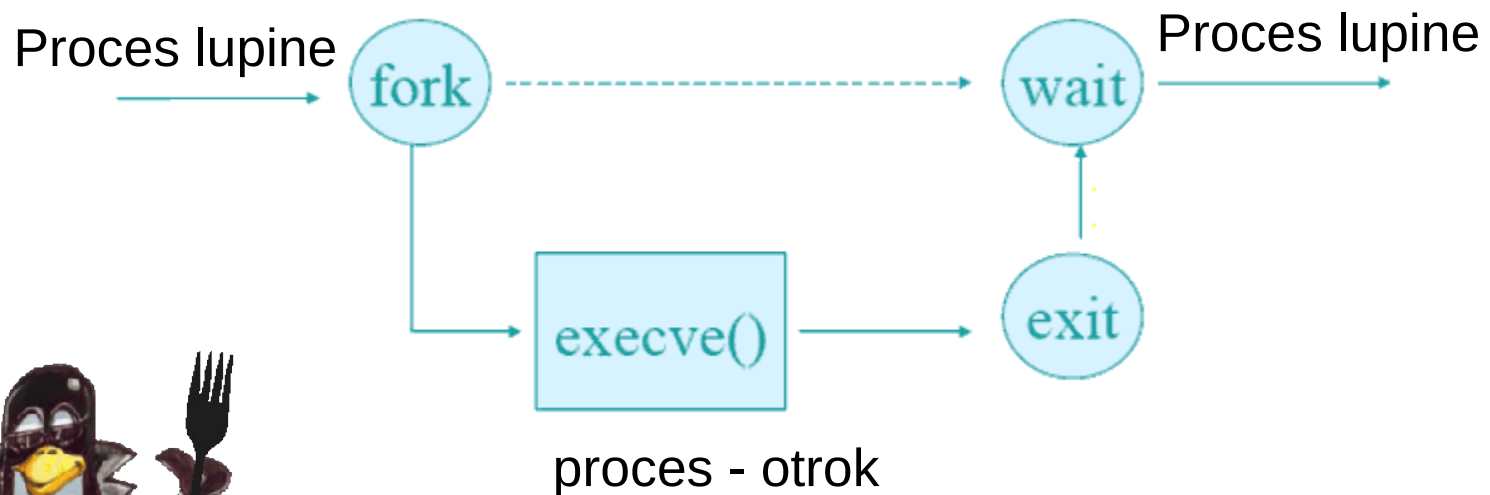 Proces lupine
fork
wait
Proces lupine
execve()
exit
proces - otrok